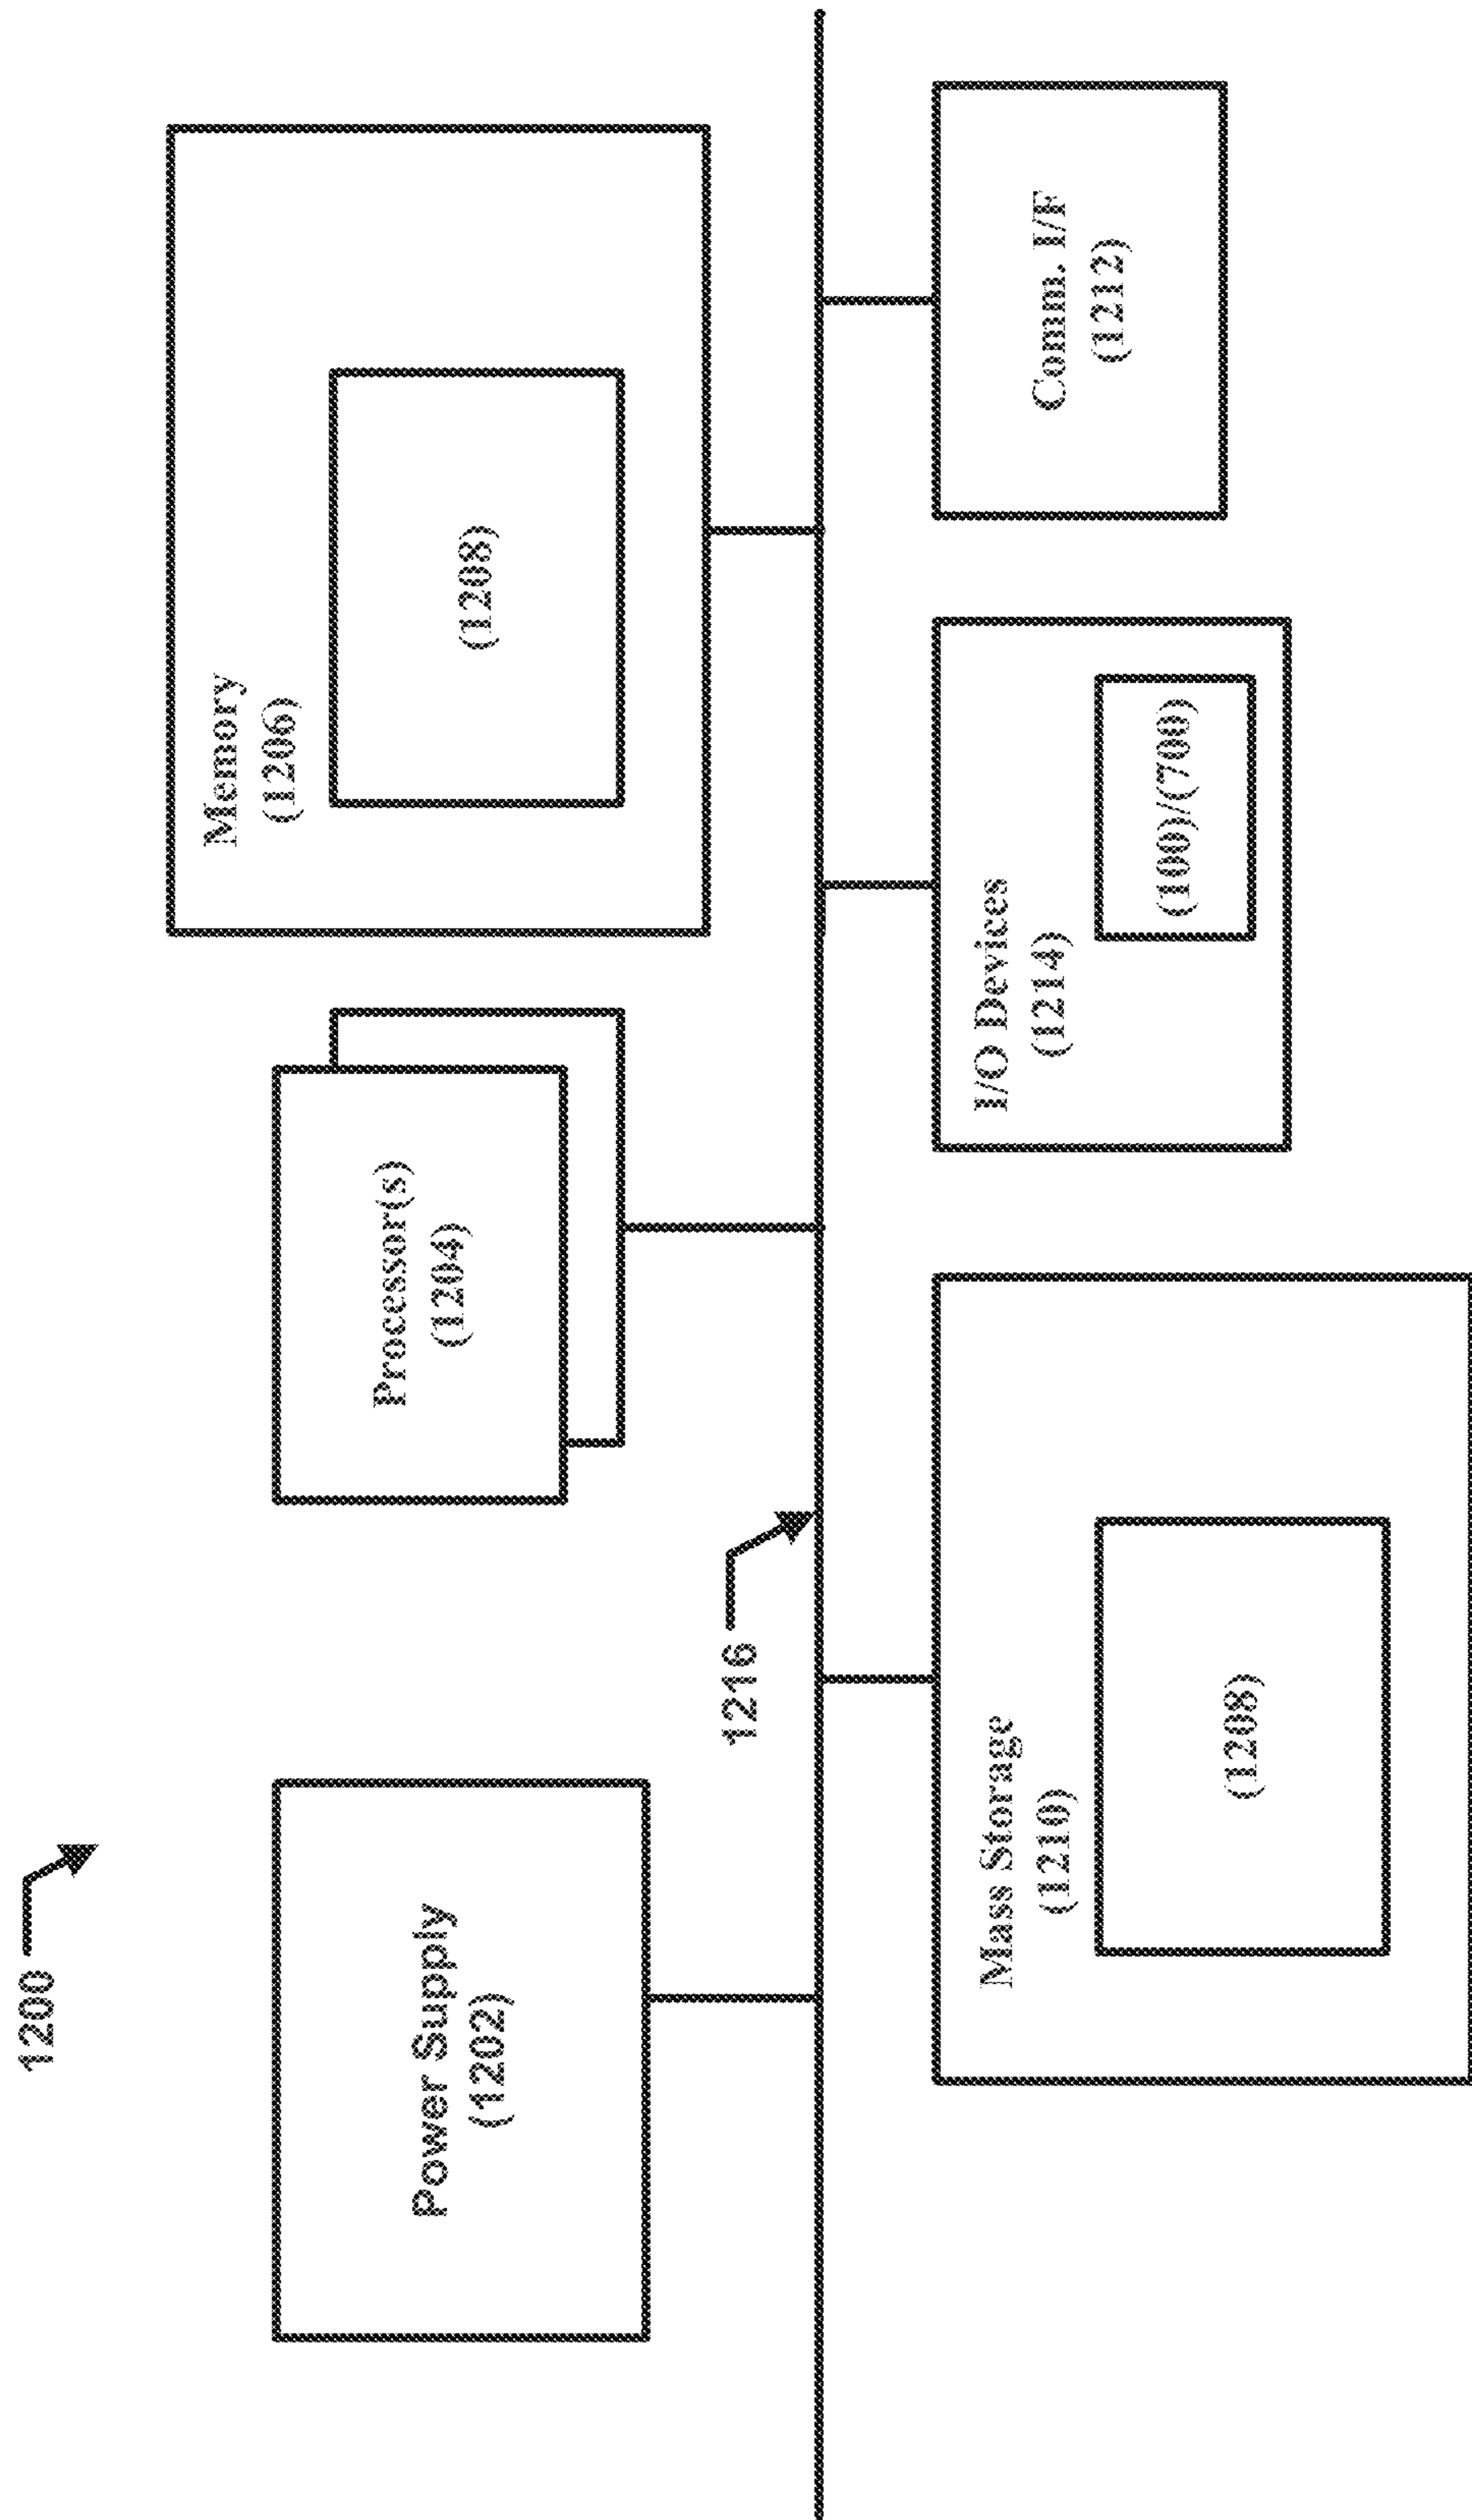 1200
Power Supply
(1202)
Processor(s)
(1204)
Memory
(1206)
(1208)
1216
Mass Storage
(1210)
(1208)
I/O Devices
(1214)
(100)/(700)
Comm. I/F
(1212)